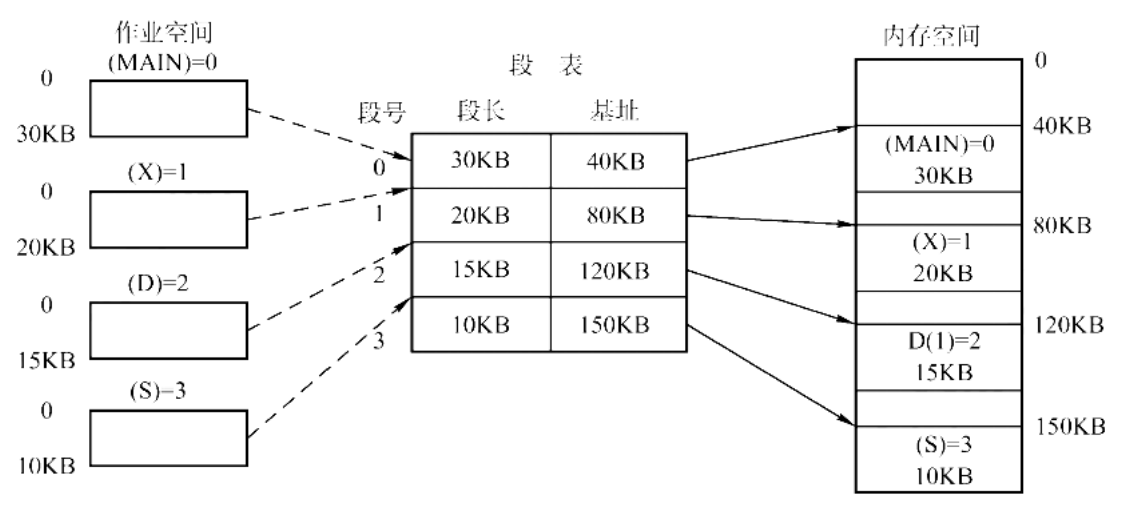 作业空间
(MAIN)=0
0
30KB
(X)=1
0
20KB
(D)=2
0
15KB
(S)=3
0
10KB
段 表
段号 段长 基址
0 30KB 40KB
1 20KB 80KB
2 15KB 120KB
3 10KB 150KB
内存空间
0
40KB
(MAIN)=0
30KB
80KB
(X)=1
20KB
120KB
D(1)=2
15KB
150KB
(S)=3
10KB